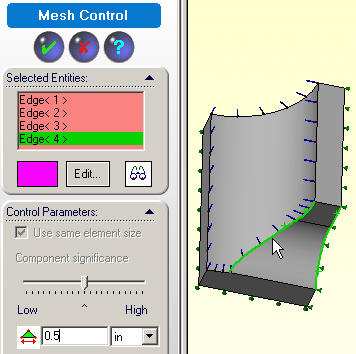 Mesh Control
?
Selected Entities:
Edge< 1 >
Edge< 2 >
Edge< 3 >
Edge< 4 >
Edit...
Control Parameters:
Use same element size
Component significance
Low ^ High
0.5 in